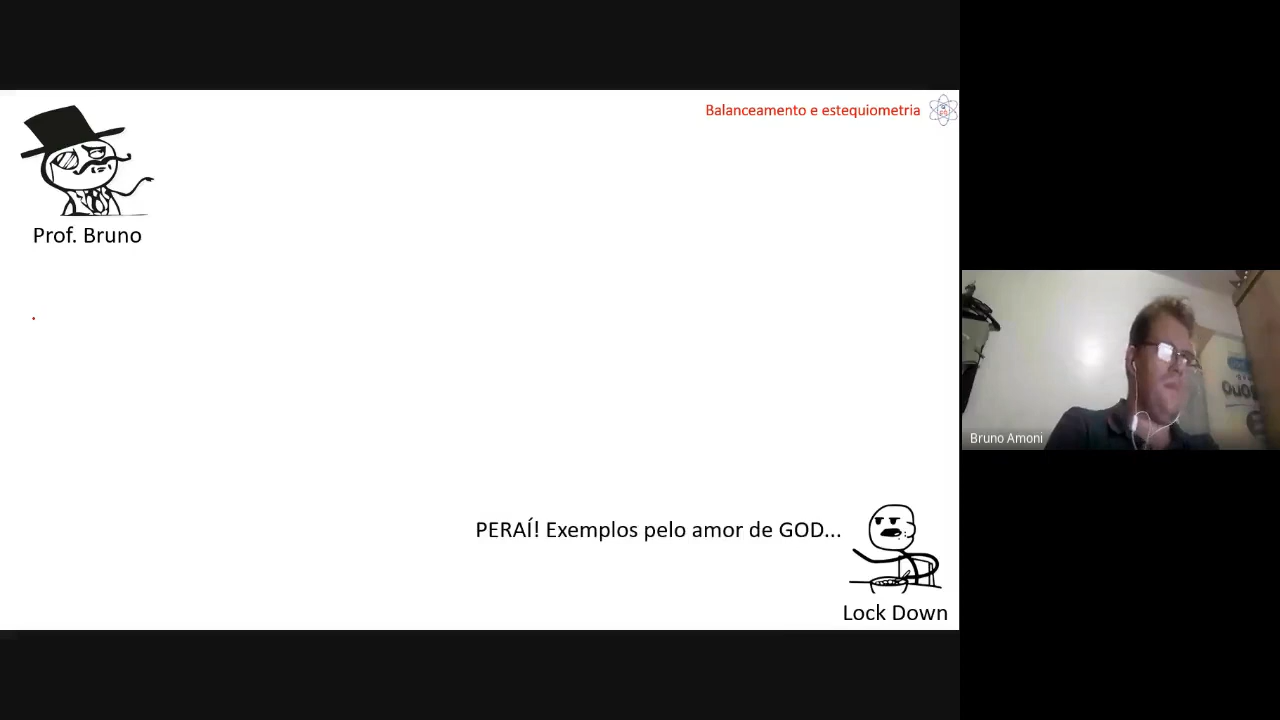 Balanceamento e estequiometria
Prof. Bruno
PERAÍ! Exemplos pelo amor de GOD...
Lock Down
Bruno Amoni